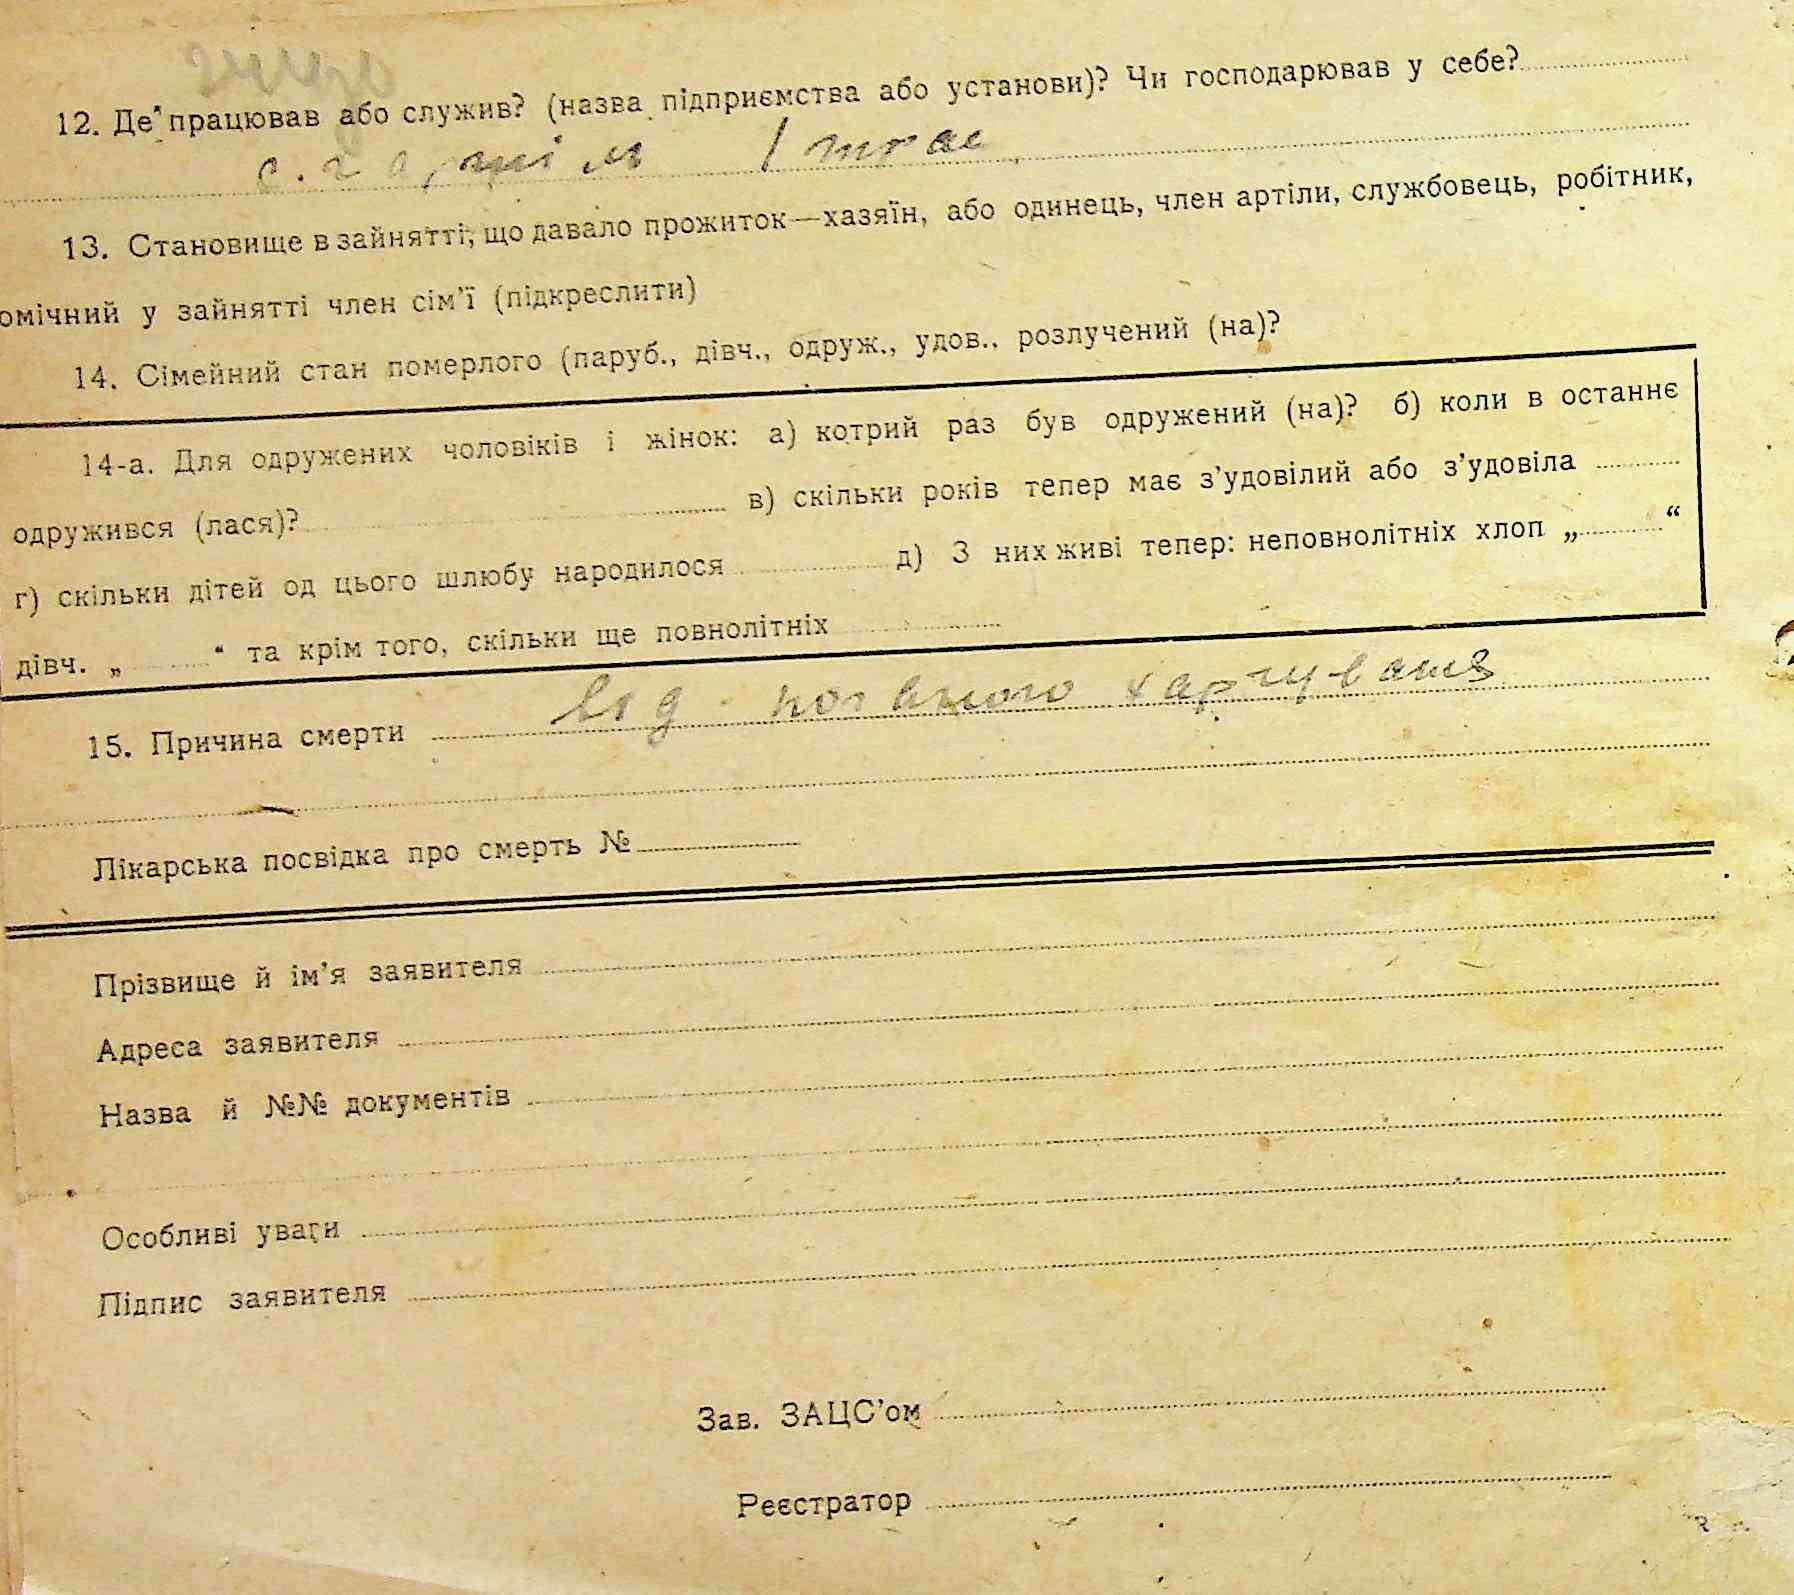 12. Де працював або служив? (назва підприємства або установи)? Чи господарював у себе?
с.г артіл
13. Становище в зайнятті, що давало прожиток—хазяїн, або одинець, член артіли, службовець, робітник,
омічний у зайнятті член сім'ї (підкреслити)
14. Сімейний стан померлого (паруб., дівч., одруж., удов., розлучений (на)?
14-а. Для одружених чоловіків і жінок: а) котрий раз був одружений (на)? б) коли в останнє
одружився (лася)? в) скільки років тепер має з'удовілий або з'удовіла
г) скільки дітей од цього шлюбу народилося д) З них живі тепер: неповнолітніх хлоп „ “
дівч. „ “ та крім того, скільки ще повнолітніх
15. Причина смерти від поганого харчування
Лікарська посвідка про смерть №
Прізвище й ім'я заявителя
Адреса заявителя
Назва й №№ документів
Особливі уваги
Підпис заявителя
Зав. ЗАЦС'ом
Реєстратор